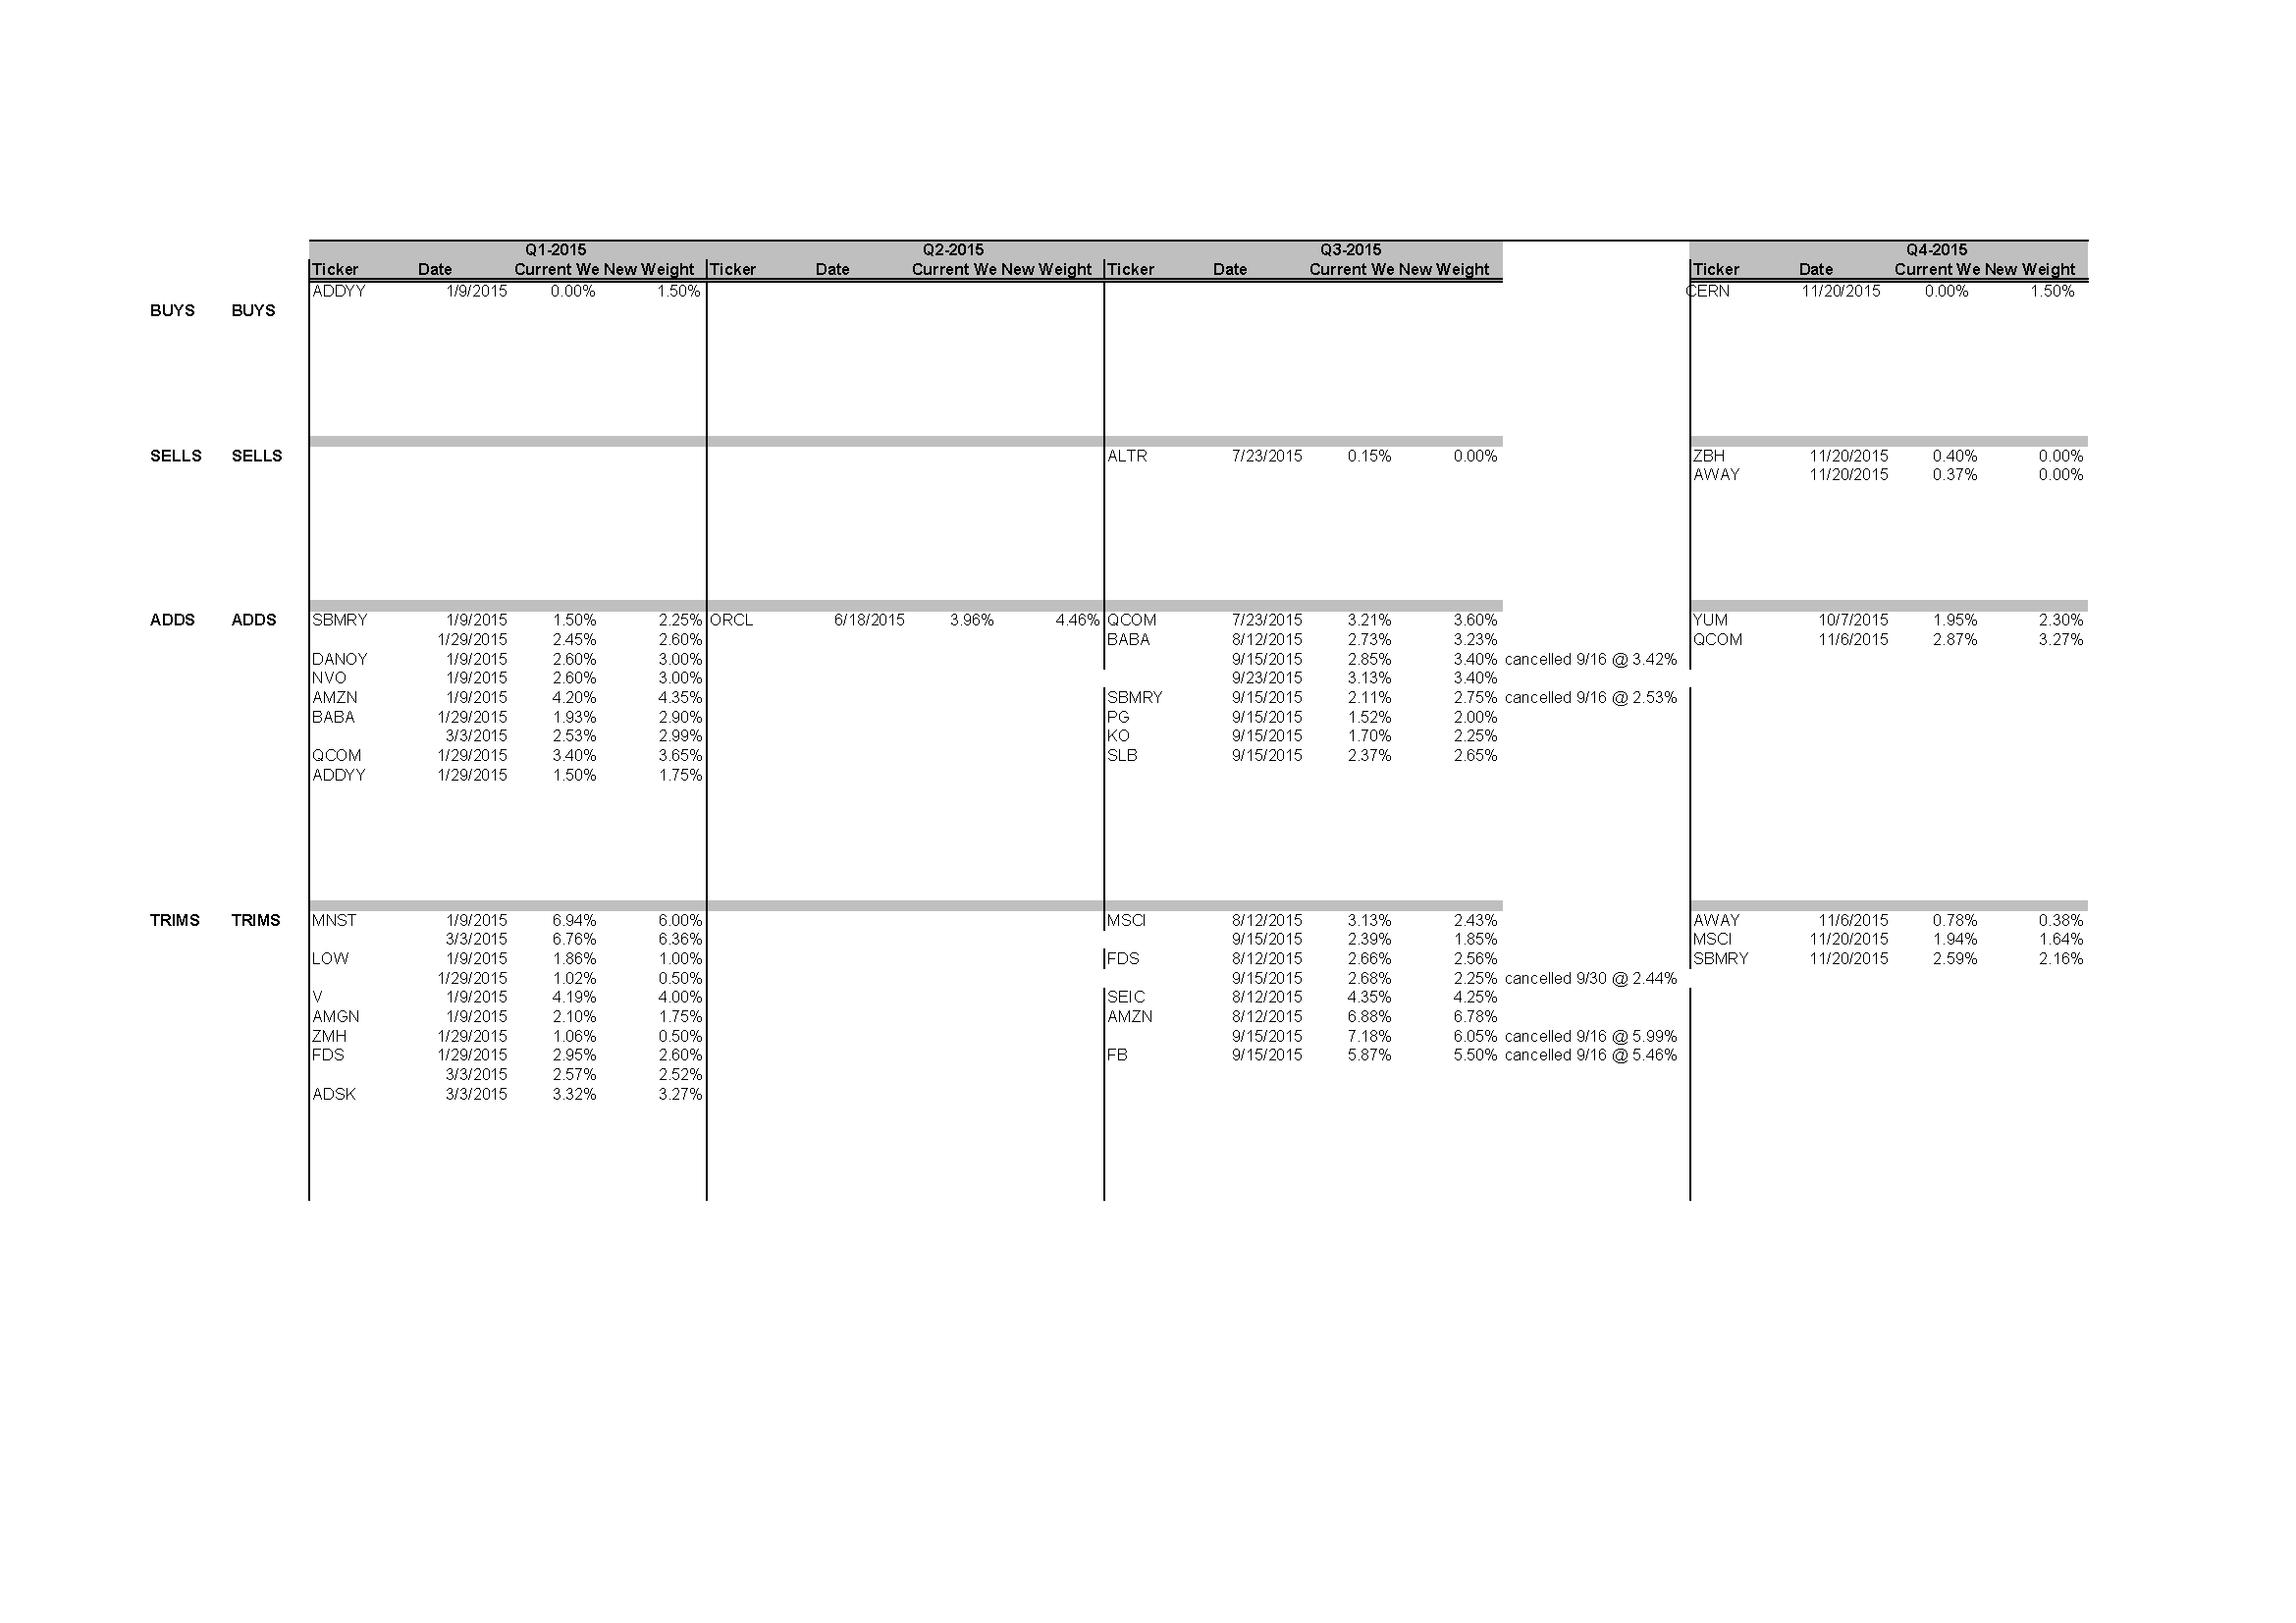 Q1-2015 Q2-2015 Q3-2015 Q4-2015
Ticker Date Current We New Weight Ticker Date Current We New Weight Ticker Date Current We New Weight Ticker Date Current We New Weight
ADDYY 1/9/2015 0.00% 1.50% CERN 11/20/2015 0.00% 1.50%
BUYS BUYS
SELLS SELLS ALTR 7/23/2015 0.15% 0.00% ZBH 11/20/2015 0.40% 0.00%
AWAY 11/20/2015 0.37% 0.00%
ADDS ADDS SBMRY 1/9/2015 1.50% 2.25% ORCL 6/18/2015 3.96% 4.46% QCOM 7/23/2015 3.21% 3.60% YUM 10/7/2015 1.95% 2.30%
1/29/2015 2.45% 2.60% BABA 8/12/2015 2.73% 3.23% QCOM 11/6/2015 2.87% 3.27%
DANOY 1/9/2015 2.60% 3.00% 9/15/2015 2.85% 3.40% cancelled 9/16 @ 3.42%
NVO 1/9/2015 2.60% 3.00% 9/23/2015 3.13% 3.40%
AMZN 1/9/2015 4.20% 4.35% SBMRY 9/15/2015 2.11% 2.75% cancelled 9/16 @ 2.53%
BABA 1/29/2015 1.93% 2.90% PG 9/15/2015 1.52% 2.00%
3/3/2015 2.53% 2.99% KO 9/15/2015 1.70% 2.25%
QCOM 1/29/2015 3.40% 3.65% SLB 9/15/2015 2.37% 2.65%
ADDYY 1/29/2015 1.50% 1.75%
TRIMS TRIMS MNST 1/9/2015 6.94% 6.00% MSCI 8/12/2015 3.13% 2.43% AWAY 11/6/2015 0.78% 0.38%
3/3/2015 6.76% 6.36% 9/15/2015 2.39% 1.85% MSCI 11/20/2015 1.94% 1.64%
LOW 1/9/2015 1.86% 1.00% FDS 8/12/2015 2.66% 2.56% SBMRY 11/20/2015 2.59% 2.16%
1/29/2015 1.02% 0.50% 9/15/2015 2.68% 2.25% cancelled 9/30 @ 2.44%
V 1/9/2015 4.19% 4.00% SEIC 8/12/2015 4.35% 4.25%
AMGN 1/9/2015 2.10% 1.75% AMZN 8/12/2015 6.88% 6.78%
ZMH 1/29/2015 1.06% 0.50% 9/15/2015 7.18% 6.05% cancelled 9/16 @ 5.99%
FDS 1/29/2015 2.95% 2.60% FB 9/15/2015 5.87% 5.50% cancelled 9/16 @ 5.46%
3/3/2015 2.57% 2.52%
ADSK 3/3/2015 3.32% 3.27%